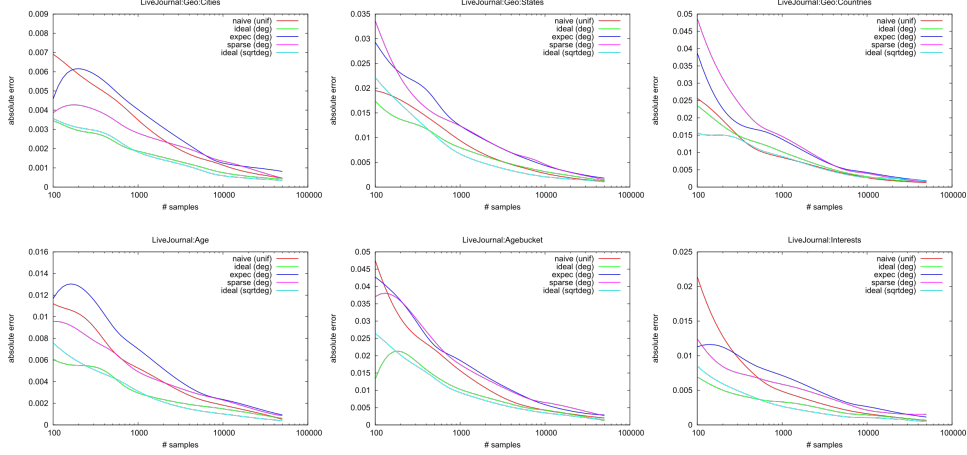 LiveJournal:Geo:Cities
0.009
0.008
0.007
0.006
0.005
0.004
0.003
0.002
0.001
0
absolute error
naive (unif)
ideal (deg)
expec (deg)
sparse (deg)
ideal (sqrtdeg)
100 1000 10000 100000
# samples
LiveJournal:Geo:States
0.035
0.03
0.025
0.02
0.015
0.01
0.005
0
absolute error
naive (unif)
ideal (deg)
expec (deg)
sparse (deg)
ideal (sqrtdeg)
100 1000 10000 100000
# samples
LiveJournal:Geo:Countries
0.05
0.045
0.04
0.035
0.03
0.025
0.02
0.015
0.01
0.005
0
absolute error
naive (unif)
ideal (deg)
expec (deg)
sparse (deg)
ideal (sqrtdeg)
100 1000 10000 100000
# samples
LiveJournal:Age
0.016
0.014
0.012
0.01
0.008
0.006
0.004
0.002
0
absolute error
naive (unif)
ideal (deg)
expec (deg)
sparse (deg)
ideal (sqrtdeg)
100 1000 10000 100000
# samples
LiveJournal:Agebucket
0.05
0.045
0.04
0.035
0.03
0.025
0.02
0.015
0.01
0.005
0
absolute error
naive (unif)
ideal (deg)
expec (deg)
sparse (deg)
ideal (sqrtdeg)
100 1000 10000 100000
# samples
LiveJournal:Interests
0.025
0.02
0.015
0.01
0.005
0
absolute error
naive (unif)
ideal (deg)
expec (deg)
sparse (deg)
ideal (sqrtdeg)
100 1000 10000 100000
# samples